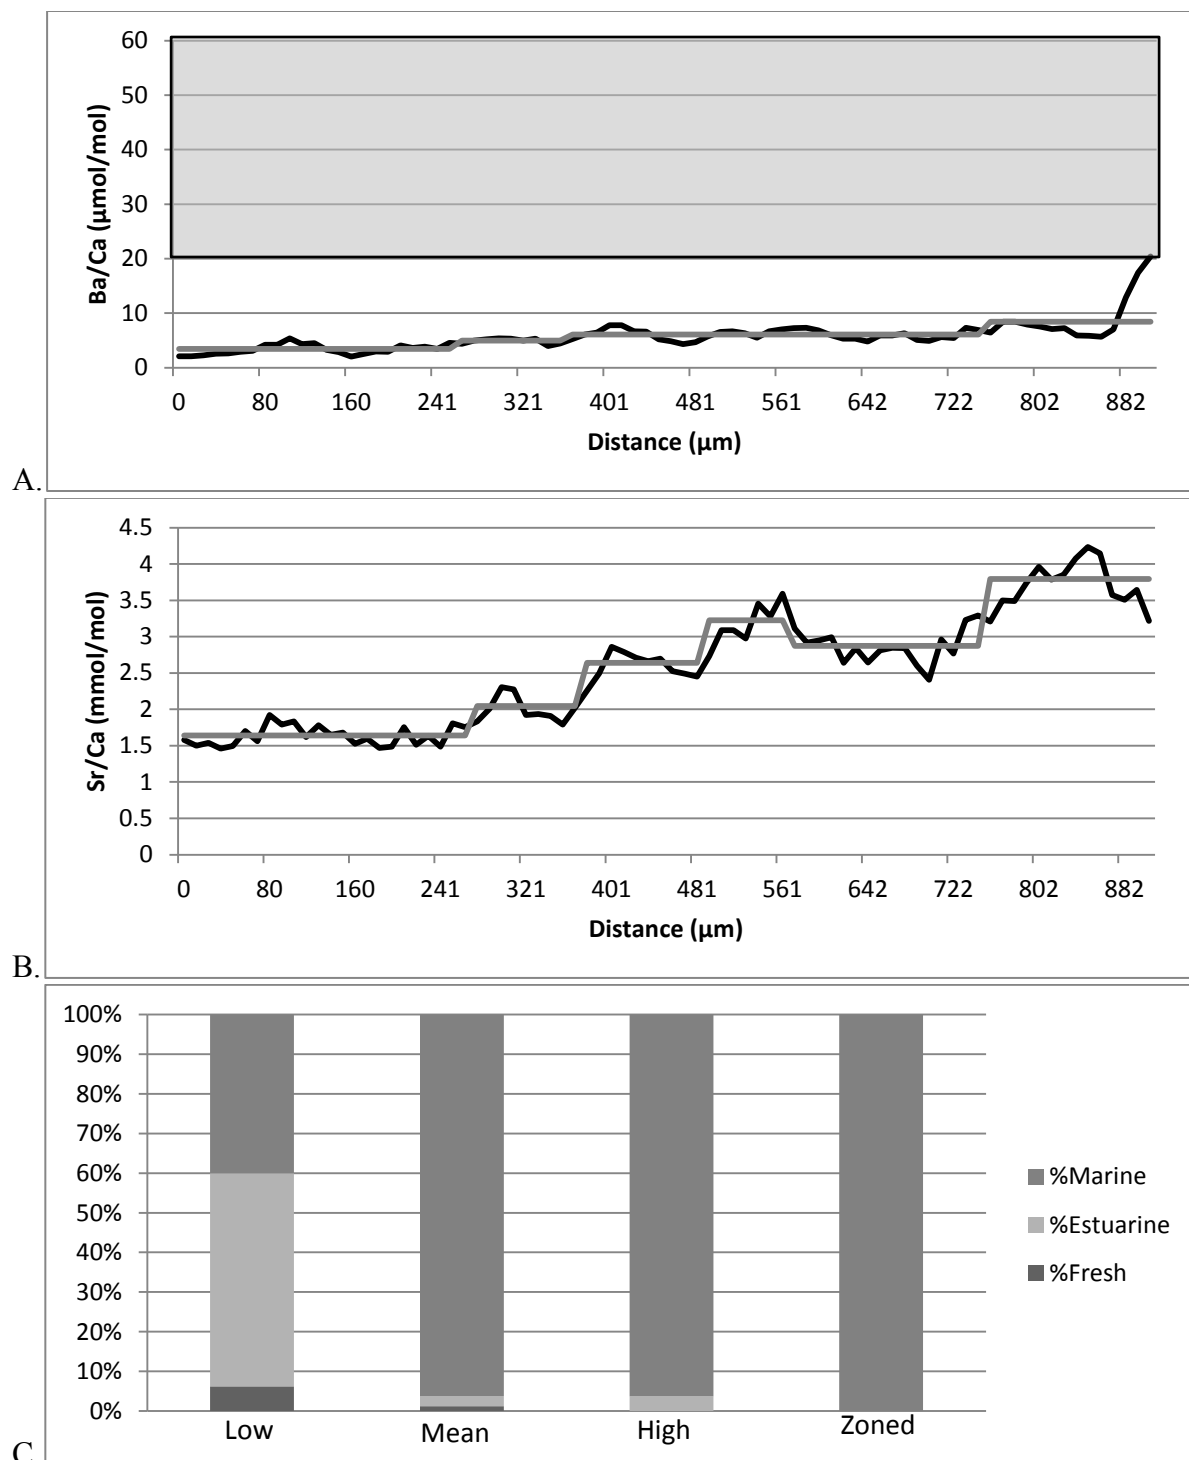 60
50
40
30
20
10
0
Ba/Ca (µmol/mol)
0 80 160 241 321 401 481 561 642 722 802 882
Distance (µm)
A.
4.5
4
3.5
3
2.5
2
1.5
1
0.5
0
Sr/Ca (mmol/mol)
0 80 160 241 321 401 481 561 642 722 802 882
Distance (µm)
B.
100%
90%
80%
70%
60%
50%
40%
30%
20%
10%
0%
Low Mean High Zoned
%Marine
%Estuarine
%Fresh
C